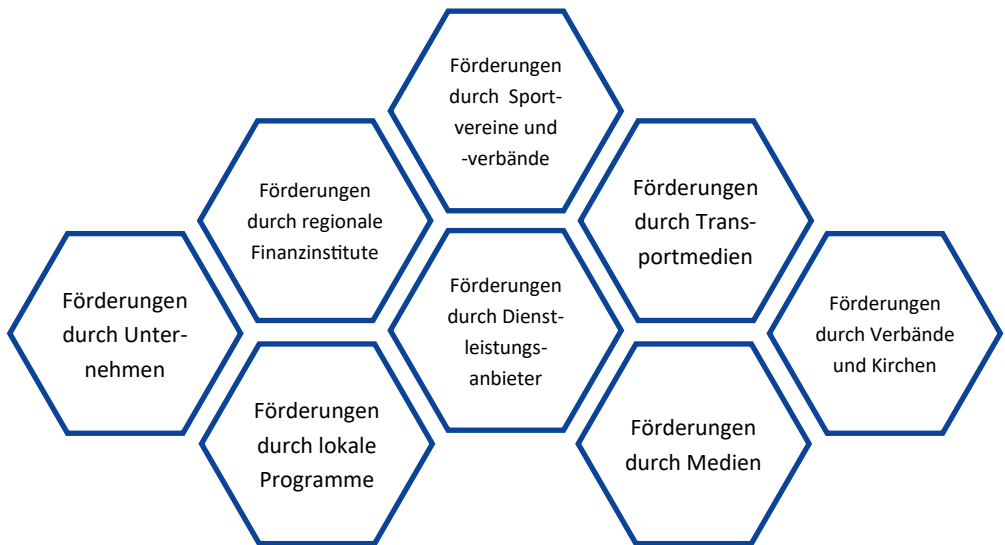 Förderungen
durch Sport-
vereine und
-verbände
Förderungen
durch regionale
Finanzinstitute
Förderungen
durch Trans-
portmedien
Förderungen
durch Unter-
nehmen
Förderungen
durch Dienst-
leistungs-
anbieter
Förderungen
durch Verbände
und Kirchen
Förderungen
durch lokale
Programme
Förderungen
durch Medien